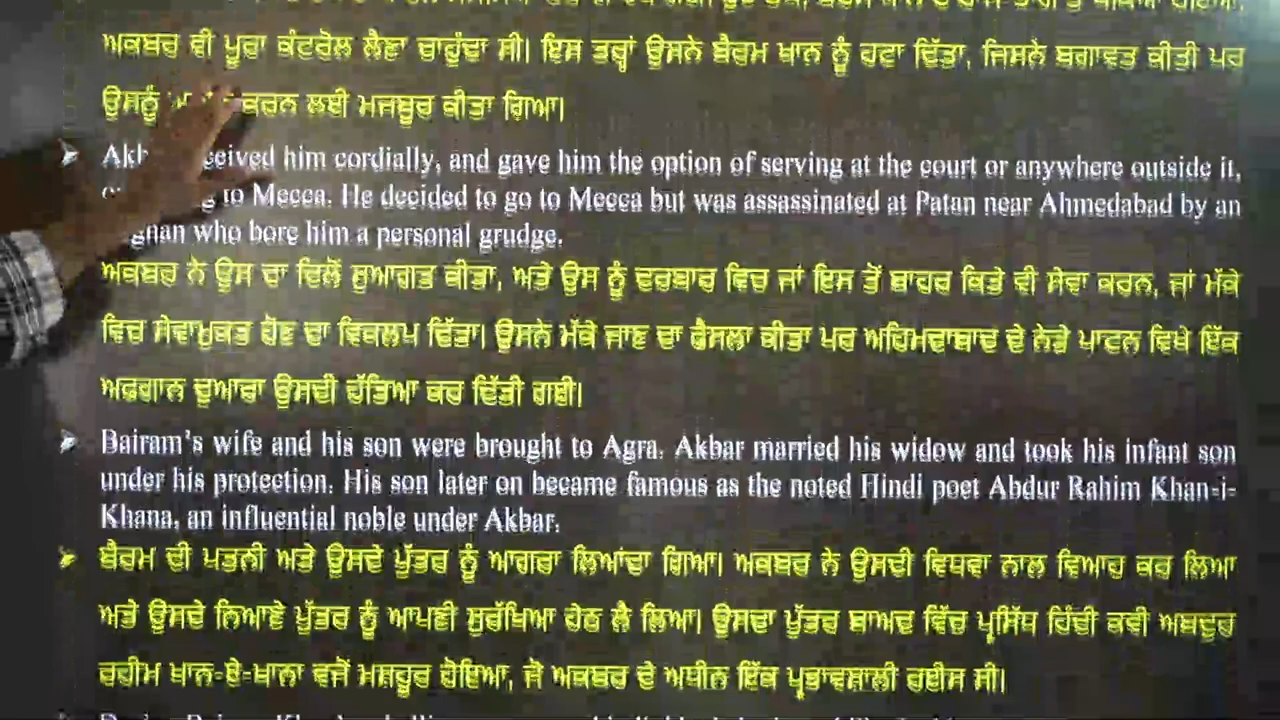 ਅਕਬਰ ਵੀ ਪੂਰਾ ਕੰਟਰੋਲ ਲੈਣਾ ਚਾਹੁੰਦਾ ਸੀ। ਇਸ ਤਰ੍ਹਾਂ ਉਸਨੇ ਬੈਰਮ ਖਾਨ ਨੂੰ ਹਟਾ ਦਿੱਤਾ, ਜਿਸਨੇ ਬਗਾਵਤ ਕੀਤੀ ਪਰ
ਉਸਨੂੰ ਕਰਨ ਲਈ ਮਜਬੂਰ ਕੀਤਾ ਗਿਆ।
➤ him cordially, and gave him the option of serving at the court or anywhere outside it,
to Mecca. He decided to go to Mecca but was assassinated at Patan near Ahmedabad by an
who bore him a personal grudge.
ਅਕਬਰ ਨੇ ਉਸ ਦਾ ਦਿਲੋਂ ਸੁਆਗਤ ਕੀਤਾ, ਅਤੇ ਉਸ ਨੂੰ ਦਰਬਾਰ ਵਿਚ ਜਾਂ ਇਸ ਤੋਂ ਬਾਹਰ ਕਿਤੇ ਵੀ ਸੇਵਾ ਕਰਨ, ਜਾਂ ਮੱਕੇ
ਵਿਚ ਸੇਵਾਮੁਕਤ ਹੋਣ ਦਾ ਵਿਕਲਪ ਦਿੱਤਾ। ਉਸਨੇ ਮੱਕੇ ਜਾਣ ਦਾ ਫੈਸਲਾ ਕੀਤਾ ਪਰ ਅਹਿਮਦਾਬਾਦ ਦੇ ਨੇੜੇ ਪਾਟਨ ਵਿਖੇ ਇੱਕ
ਅਫਗਾਨ ਦੁਆਰਾ ਉਸਦੀ ਹੱਤਿਆ ਕਰ ਦਿੱਤੀ ਗਈ।
➤ Bairam's wife and his son were brought to Agra. Akbar married his widow and took his infant son
under his protection. His son later on became famous as the noted Hindi poet Abdur Rahim Khan-i-
Khana, an influential noble under Akbar.
➤ ਬੈਰਮ ਦੀ ਪਤਨੀ ਅਤੇ ਉਸਦੇ ਪੁੱਤਰ ਨੂੰ ਆਗਰਾ ਲਿਆਂਦਾ ਗਿਆ। ਅਕਬਰ ਨੇ ਉਸਦੀ ਵਿਧਵਾ ਨਾਲ ਵਿਆਹ ਕਰ ਲਿਆ
ਅਤੇ ਉਸਦੇ ਨਿਆਣੇ ਪੁੱਤਰ ਨੂੰ ਆਪਣੀ ਸੁਰੱਖਿਆ ਹੇਠ ਲੈ ਲਿਆ। ਉਸਦਾ ਪੁੱਤਰ ਬਾਅਦ ਵਿੱਚ ਪ੍ਰਸਿੱਧ ਹਿੰਦੀ ਕਵੀ ਅਬਦੁਰ
ਰਹੀਮ ਖਾਨ-ਏ-ਖਾਨਾ ਵਜੋਂ ਮਸ਼ਹੂਰ ਹੋਇਆ, ਜੋ ਅਕਬਰ ਦੇ ਅਧੀਨ ਇੱਕ ਪ੍ਰਭਾਵਸ਼ਾਲੀ ਰਈਸ ਸੀ।